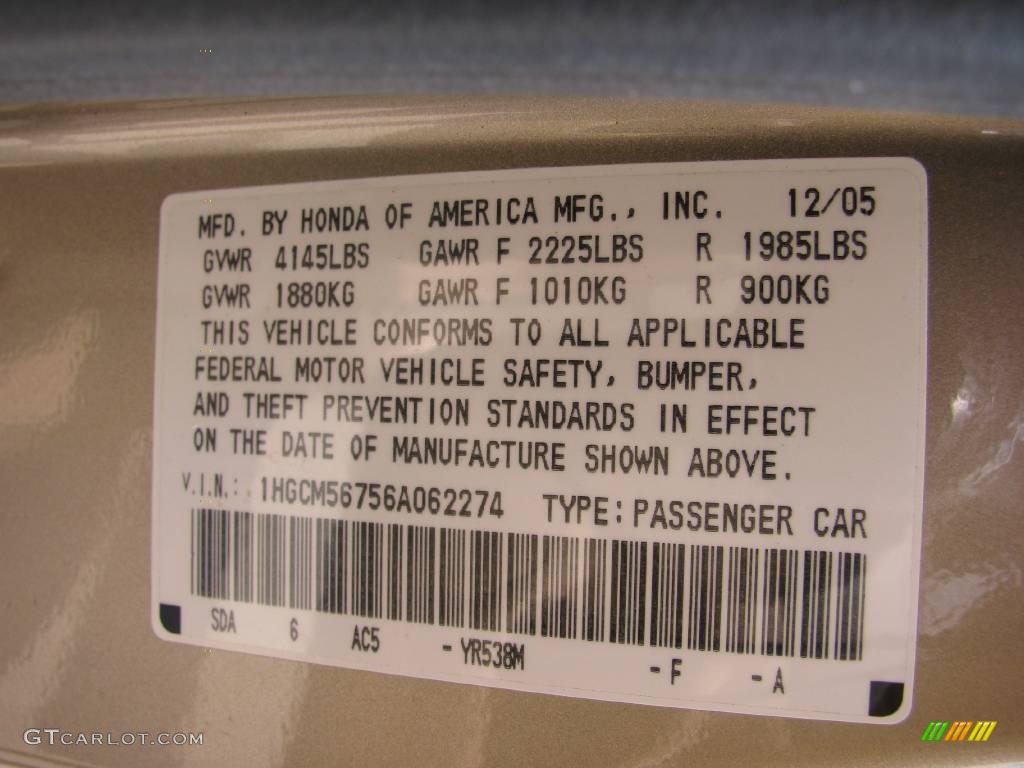 MFD. BY HONDA OF AMERICA MFG., INC. 12/05
GVWR 4145LBS GAWR F 2225LBS R 1985LBS
GVWR 1880KG GAWR F 1010KG R 900KG
THIS VEHICLE CONFORMS TO ALL APPLICABLE
FEDERAL MOTOR VEHICLE SAFETY, BUMPER,
AND THEFT PREVENTION STANDARDS IN EFFECT
ON THE DATE OF MANUFACTURE SHOWN ABOVE.
V.I.N.: 1HGCM56756A062274 TYPE: PASSENGER CAR
SDA 6 AC5 - YR538M - F - A
GTCARLOT.COM